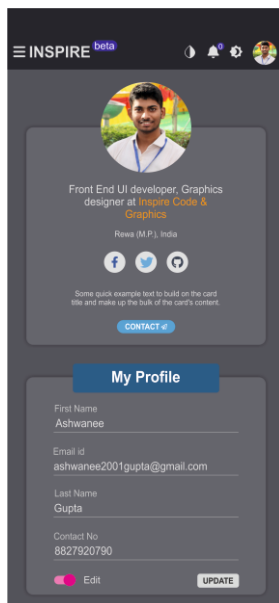 INSPIRE beta
0
Front End UI developer, Graphics
designer at Inspire Code &
Graphics
Rewa (M.P.), India
Some quick example text to build on the card
title and make up the bulk of the card's content
CONTACT
My Profile
First Name
Ashwanee
Email id
ashwanee2001gupta@gmail.com
Last Name
Gupta
Contact No
8827920790
Edit
UPDATE